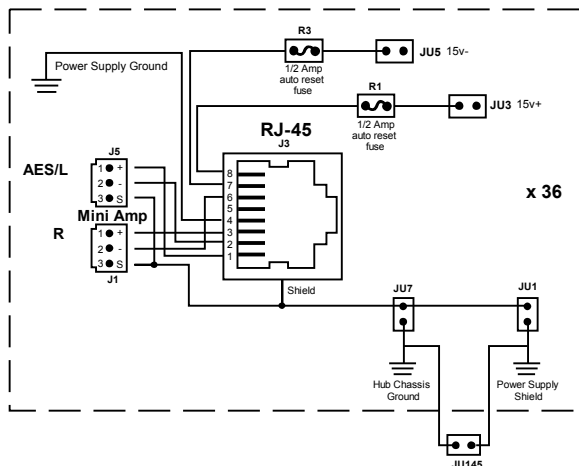 R3
JU5 15v-
Power Supply Ground
1/2 Amp
auto reset
fuse
R1
JU3 15v+
1/2 Amp
auto reset
fuse
RJ-45
J3
J5
AES/L
1 +
2 -
3 S
Mini Amp
R
1 +
2 -
3 S
J1
8
7
6
5
4
3
2
1
x 36
Shield
JU7
JU1
Hub Chassis
Ground
Power Supply
Shield
JU145